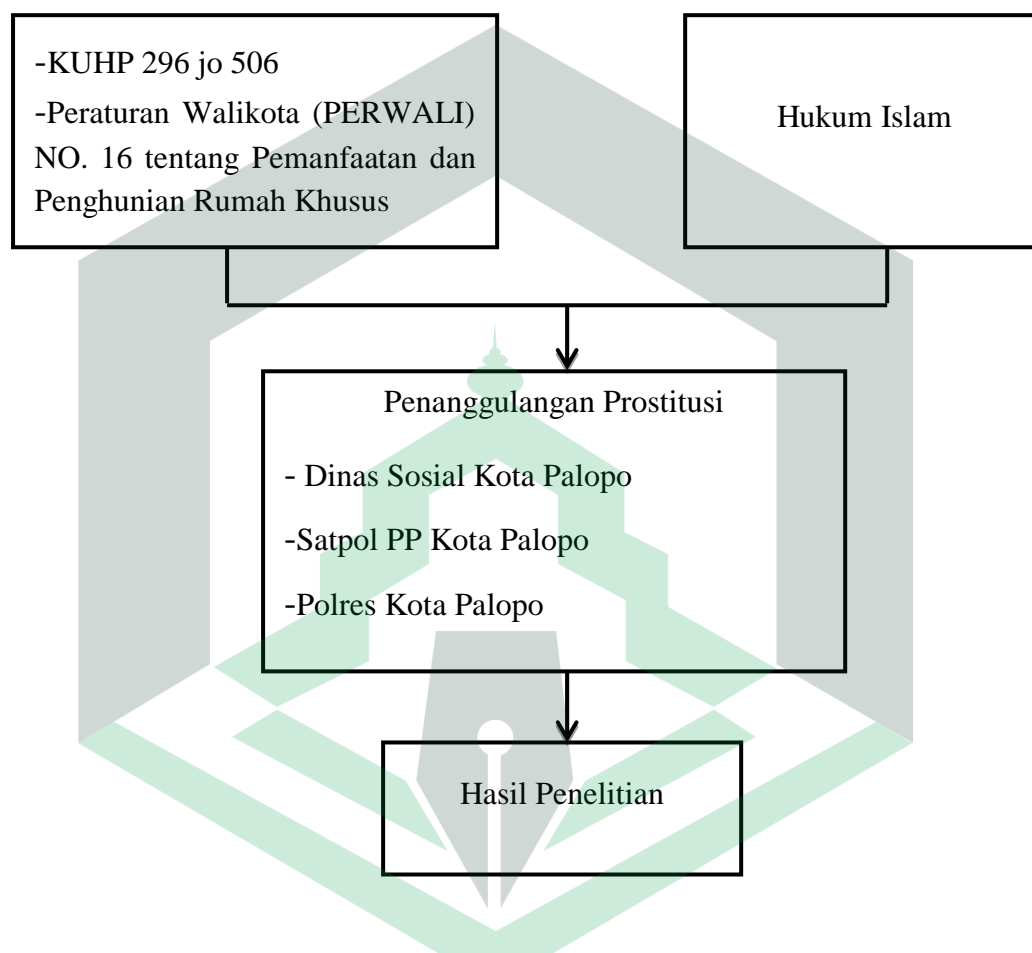 -KUHP 296 jo 506
-Peraturan Walikota (PERWALI)
NO. 16 tentang Pemanfaatan dan
Penghunian Rumah Khusus
Hukum Islam
Penanggulangan Prostitusi
- Dinas Sosial Kota Palopo
-Satpol PP Kota Palopo
-Polres Kota Palopo
Hasil Penelitian